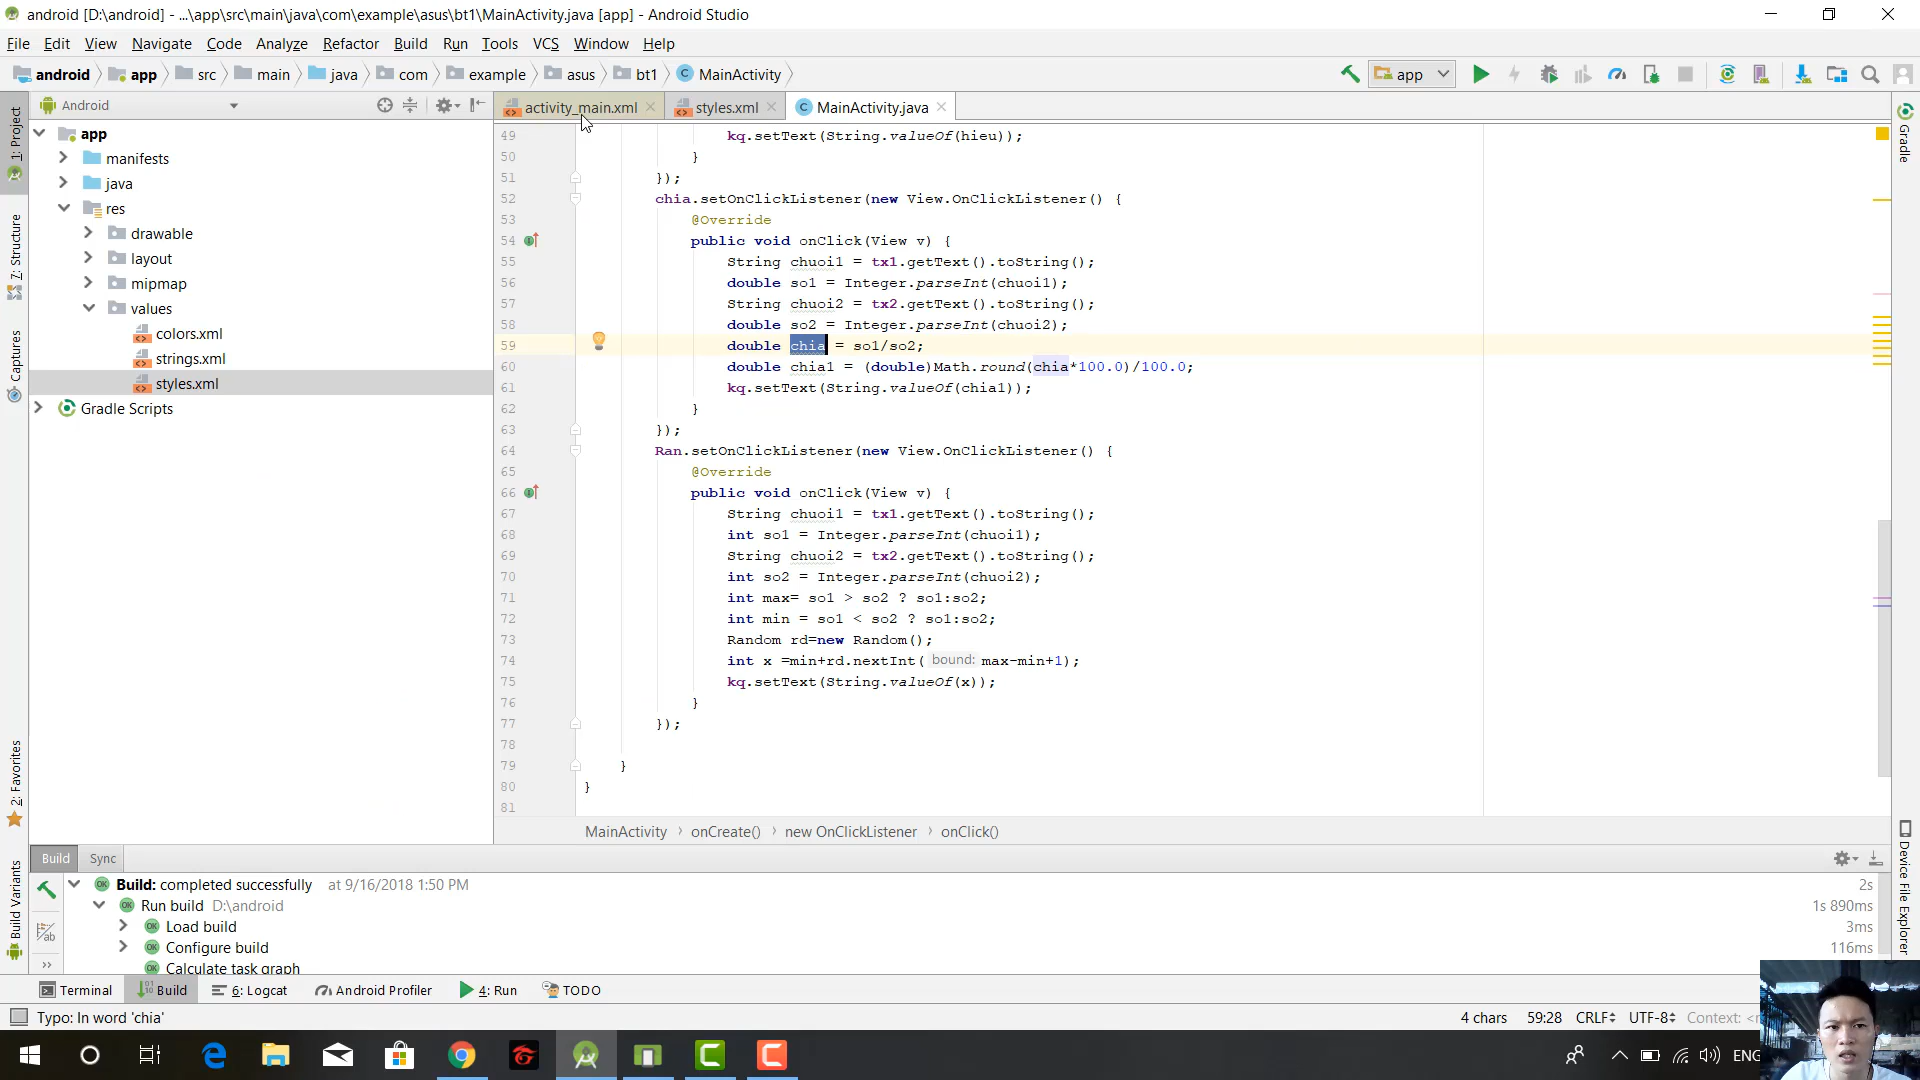 android [D:\android] - ...\app\src\main\java\com\example\asus\bt1\MainActivity.java [app] - Android Studio
File Edit View Navigate Code Analyze Refactor Build Run Tools VCS Window Help
android app src main java com example asus bt1 MainActivity app
Android
activity_main.xml styles.xml MainActivity.java
1: Project
7: Structure
Captures
2: Favorites
Build Variants
Gradle
Device File Explorer
app
manifests
java
res
drawable
layout
mipmap
values
colors.xml
strings.xml
styles.xml
Gradle Scripts
49 kq.setText(String.valueOf(hieu));
50 }
51 });
52 chia.setOnClickListener(new View.OnClickListener() {
53 @Override
54 public void onClick(View v) {
55 String chuoi1 = tx1.getText().toString();
56 double so1 = Integer.parseInt(chuoi1);
57 String chuoi2 = tx2.getText().toString();
58 double so2 = Integer.parseInt(chuoi2);
59 double chia = so1/so2;
60 double chia1 = (double)Math.round(chia*100.0)/100.0;
61 kq.setText(String.valueOf(chia1));
62 }
63 });
64 Ran.setOnClickListener(new View.OnClickListener() {
65 @Override
66 public void onClick(View v) {
67 String chuoi1 = tx1.getText().toString();
68 int so1 = Integer.parseInt(chuoi1);
69 String chuoi2 = tx2.getText().toString();
70 int so2 = Integer.parseInt(chuoi2);
71 int max= so1 > so2 ? so1:so2;
72 int min = so1 < so2 ? so1:so2;
73 Random rd=new Random();
74 int x =min+rd.nextInt( bound: max-min+1);
75 kq.setText(String.valueOf(x));
76 }
77 });
78
79 }
80 }
81
MainActivity › onCreate() › new OnClickListener › onClick()
Build Sync
Build: completed successfully at 9/16/2018 1:50 PM 2s
Run build D:\android 1s 890ms
Load build 3ms
Configure build 116ms
Calculate task graph
Terminal Build 6: Logcat Android Profiler 4: Run TODO
Typo: In word 'chia' 4 chars 59:28 CRLF UTF-8 Context:
ENG